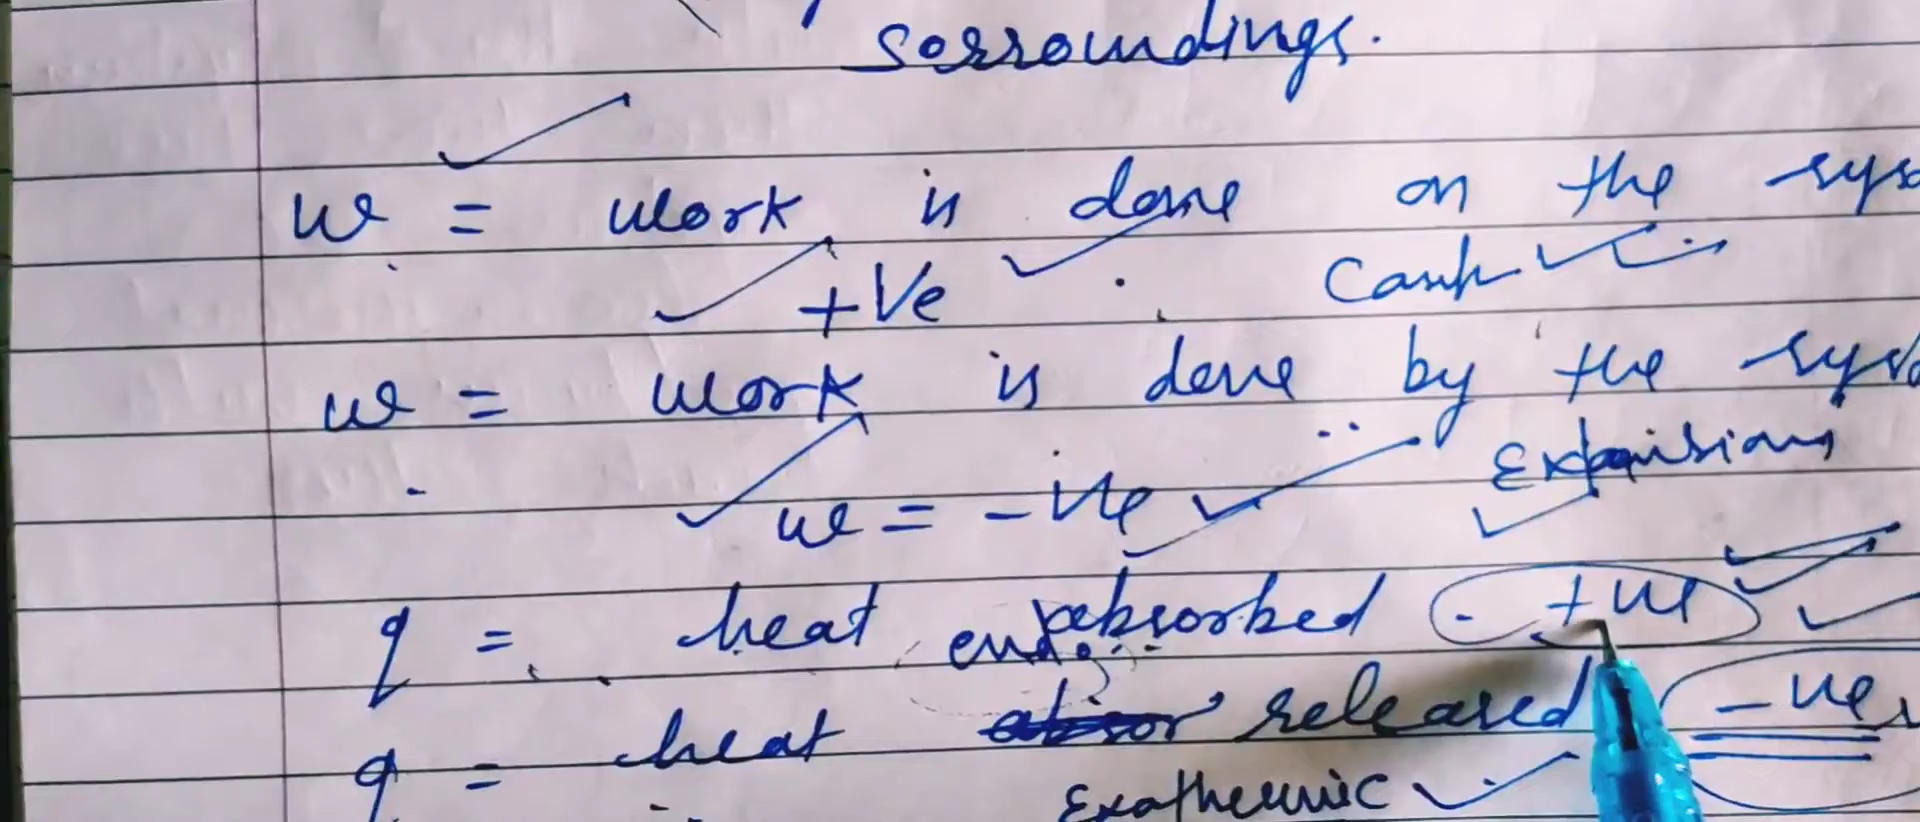 sorroundings.
w = work is done on the sys
+Ve
w = work is done by the sys
Expansion
w = -ve
q = heat absorbed +ve
endo
q = heat released -ve
Exothermic